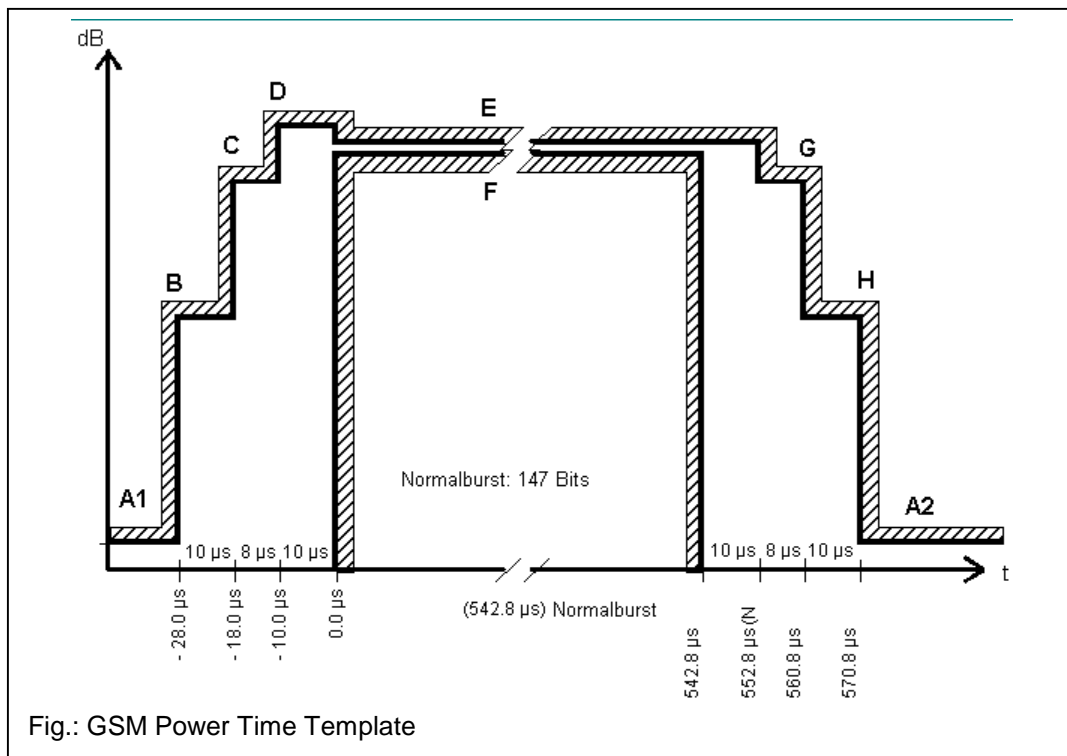 dB
D
E
C
G
F
B
H
Normalburst: 147 Bits
A1
A2
10 µs 8 µs 10 µs
10 µs 8 µs 10 µs
t
(542.8 µs) Normalburst
- 28.0 µs
- 18.0 µs
- 10.0 µs
0.0 µs
542.8 µs
552.8 µs (N
560.8 µs
570.8 µs
Fig.: GSM Power Time Template